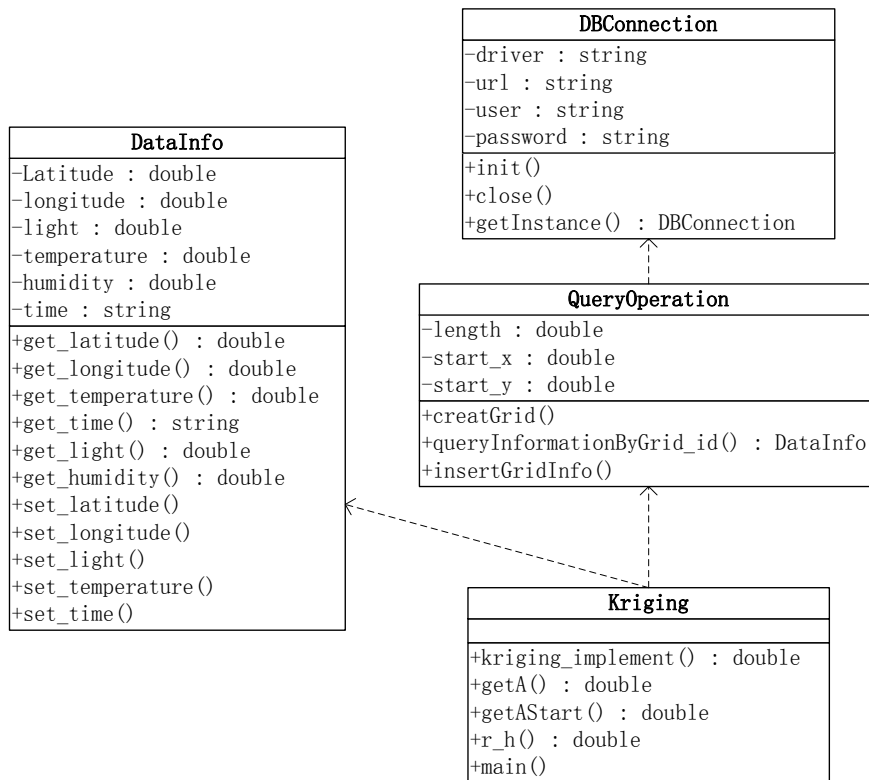 DBConnection
-driver : string
-url : string
-user : string
-password : string
+init()
+close()
+getInstance() : DBConnection
DataInfo
-Latitude : double
-longitude : double
-light : double
-temperature : double
-humidity : double
-time : string
+get_latitude() : double
+get_longitude() : double
+get_temperature() : double
+get_time() : string
+get_light() : double
+get_humidity() : double
+set_latitude()
+set_longitude()
+set_light()
+set_temperature()
+set_time()
QueryOperation
-length : double
-start_x : double
-start_y : double
+creatGrid()
+queryInformationByGrid_id() : DataInfo
+insertGridInfo()
Kriging
+kriging_implement() : double
+getA() : double
+getAStart() : double
+r_h() : double
+main()